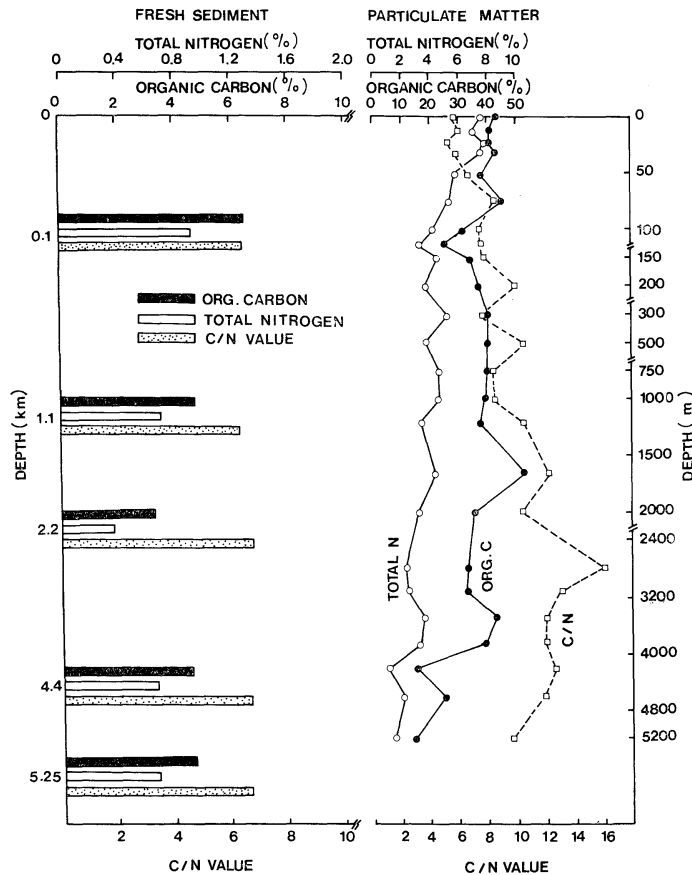 FRESH SEDIMENT
PARTICULATE MATTER
TOTAL NITROGEN(%)
TOTAL NITROGEN(%)
0 0.4 0.8 1.2 1.6 2.0
0 2 4 6 8 10
ORGANIC CARBON(%)
ORGANIC CARBON(%)
0 2 4 6 8 10
0 10 20 30 40 50
0
0.1
1.1
2.2
4.4
5.25
DEPTH(km)
ORG. CARBON
TOTAL NITROGEN
C/N VALUE
TOTAL N
ORG. C
C/N
0
50
100
150
200
300
500
750
1000
1200
1500
2000
2400
3200
4000
4800
5200
DEPTH( m)
2 4 6 8 10
2 4 6 8 10 12 14 16
C/N VALUE
C/N VALUE